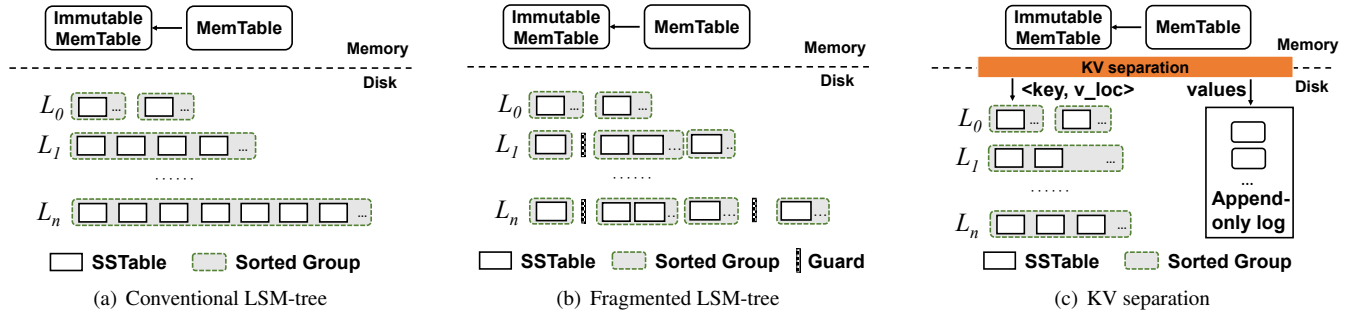 Immutable
MemTable
MemTable
Memory
Disk
L0
... ...
L1
...
......
Ln
...
SSTable Sorted Group
(a) Conventional LSM-tree
Immutable
MemTable
MemTable
Memory
Disk
L0
... ...
L1
... ...
......
Ln
... ... ...
SSTable Sorted Group Guard
(b) Fragmented LSM-tree
Immutable
MemTable
MemTable
Memory
KV separation
Disk
<key, v_loc>
values
L0
... ...
L1
...
......
Ln
...
...
Append-
only log
SSTable Sorted Group
(c) KV separation